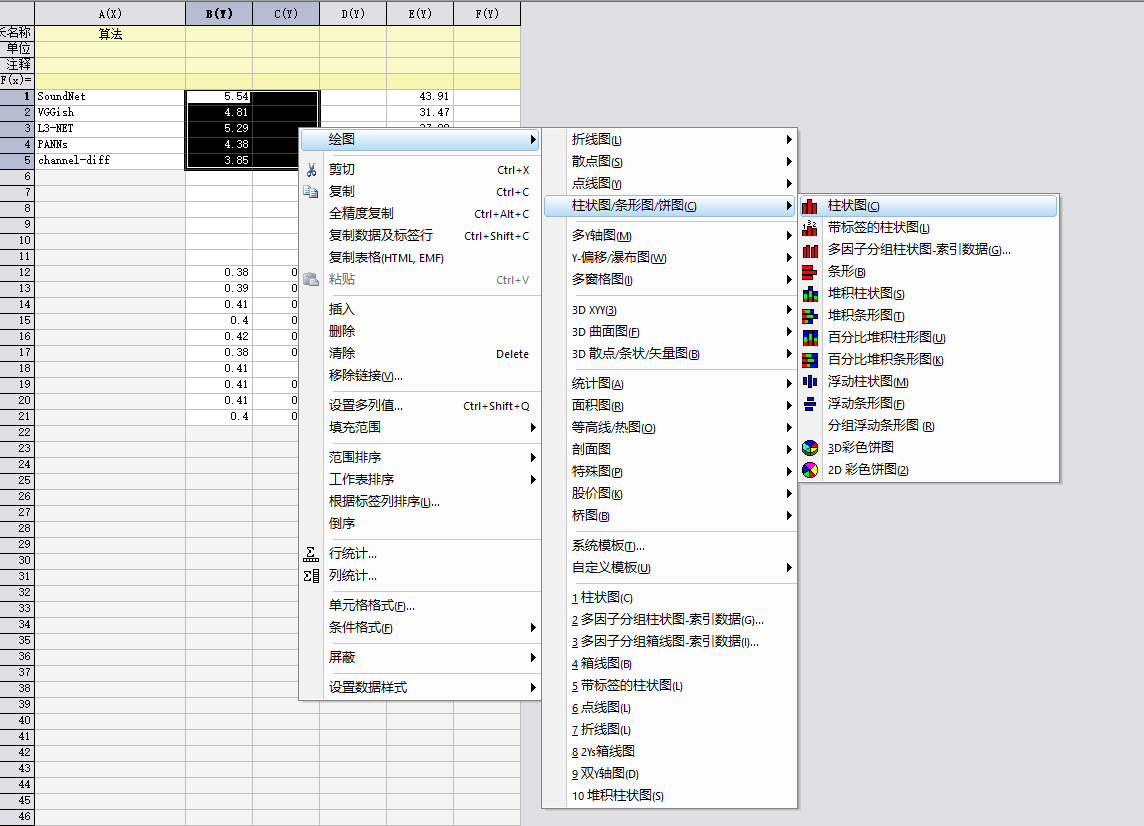 A(X) B(Y) C(Y) D(Y) E(Y) F(Y)
长名称 算法
单位
注释
F(x)=
1 SoundNet 5.54 43.91
2 VGGish 4.81 31.47
3 L3-NET 5.29
4 PANNs 4.38
5 channel-diff 3.85
6
7
8
9
10
11
12 0.38 0
13 0.39 0
14 0.41 0
15 0.4 0
16 0.42 0
17 0.38 0
18 0.41
19 0.41 0
20 0.41 0
21 0.4 0
22
23
24
25
26
27
28
29
30
31
32
33
34
35
36
37
38
39
40
41
42
43
44
45
46
绘图
剪切 Ctrl+X
复制 Ctrl+C
全精度复制 Ctrl+Alt+C
复制数据及标签行 Ctrl+Shift+C
复制表格(HTML, EMF)
粘贴 Ctrl+V
插入
删除
清除 Delete
移除链接(V)...
设置多列值... Ctrl+Shift+Q
填充范围
范围排序
工作表排序
根据标签列排序(L)...
倒序
行统计...
列统计...
单元格格式(F)...
条件格式(F)
屏蔽
设置数据样式
折线图(L)
散点图(S)
点线图(Y)
柱状图/条形图/饼图(C)
多Y轴图(M)
Y-偏移/瀑布图(W)
多窗格图(I)
3D XYY(3)
3D 曲面图(F)
3D 散点/条状/矢量图(B)
统计图(A)
面积图(R)
等高线/热图(O)
剖面图
特殊图(P)
股价图(K)
桥图(B)
系统模板(T)...
自定义模板(U)
1 柱状图(C)
2 多因子分组柱状图-索引数据(G)...
3 多因子分组箱线图-索引数据(I)...
4 箱线图(B)
5 带标签的柱状图(L)
6 点线图(L)
7 折线图(L)
8 2Ys箱线图
9 双Y轴图(D)
10 堆积柱状图(S)
柱状图(C)
带标签的柱状图(L)
多因子分组柱状图-索引数据(G)...
条形(B)
堆积柱状图(S)
堆积条形图(T)
百分比堆积柱形图(U)
百分比堆积条形图(K)
浮动柱状图(M)
浮动条形图(F)
分组浮动条形图 (R)
3D彩色饼图
2D 彩色饼图(2)